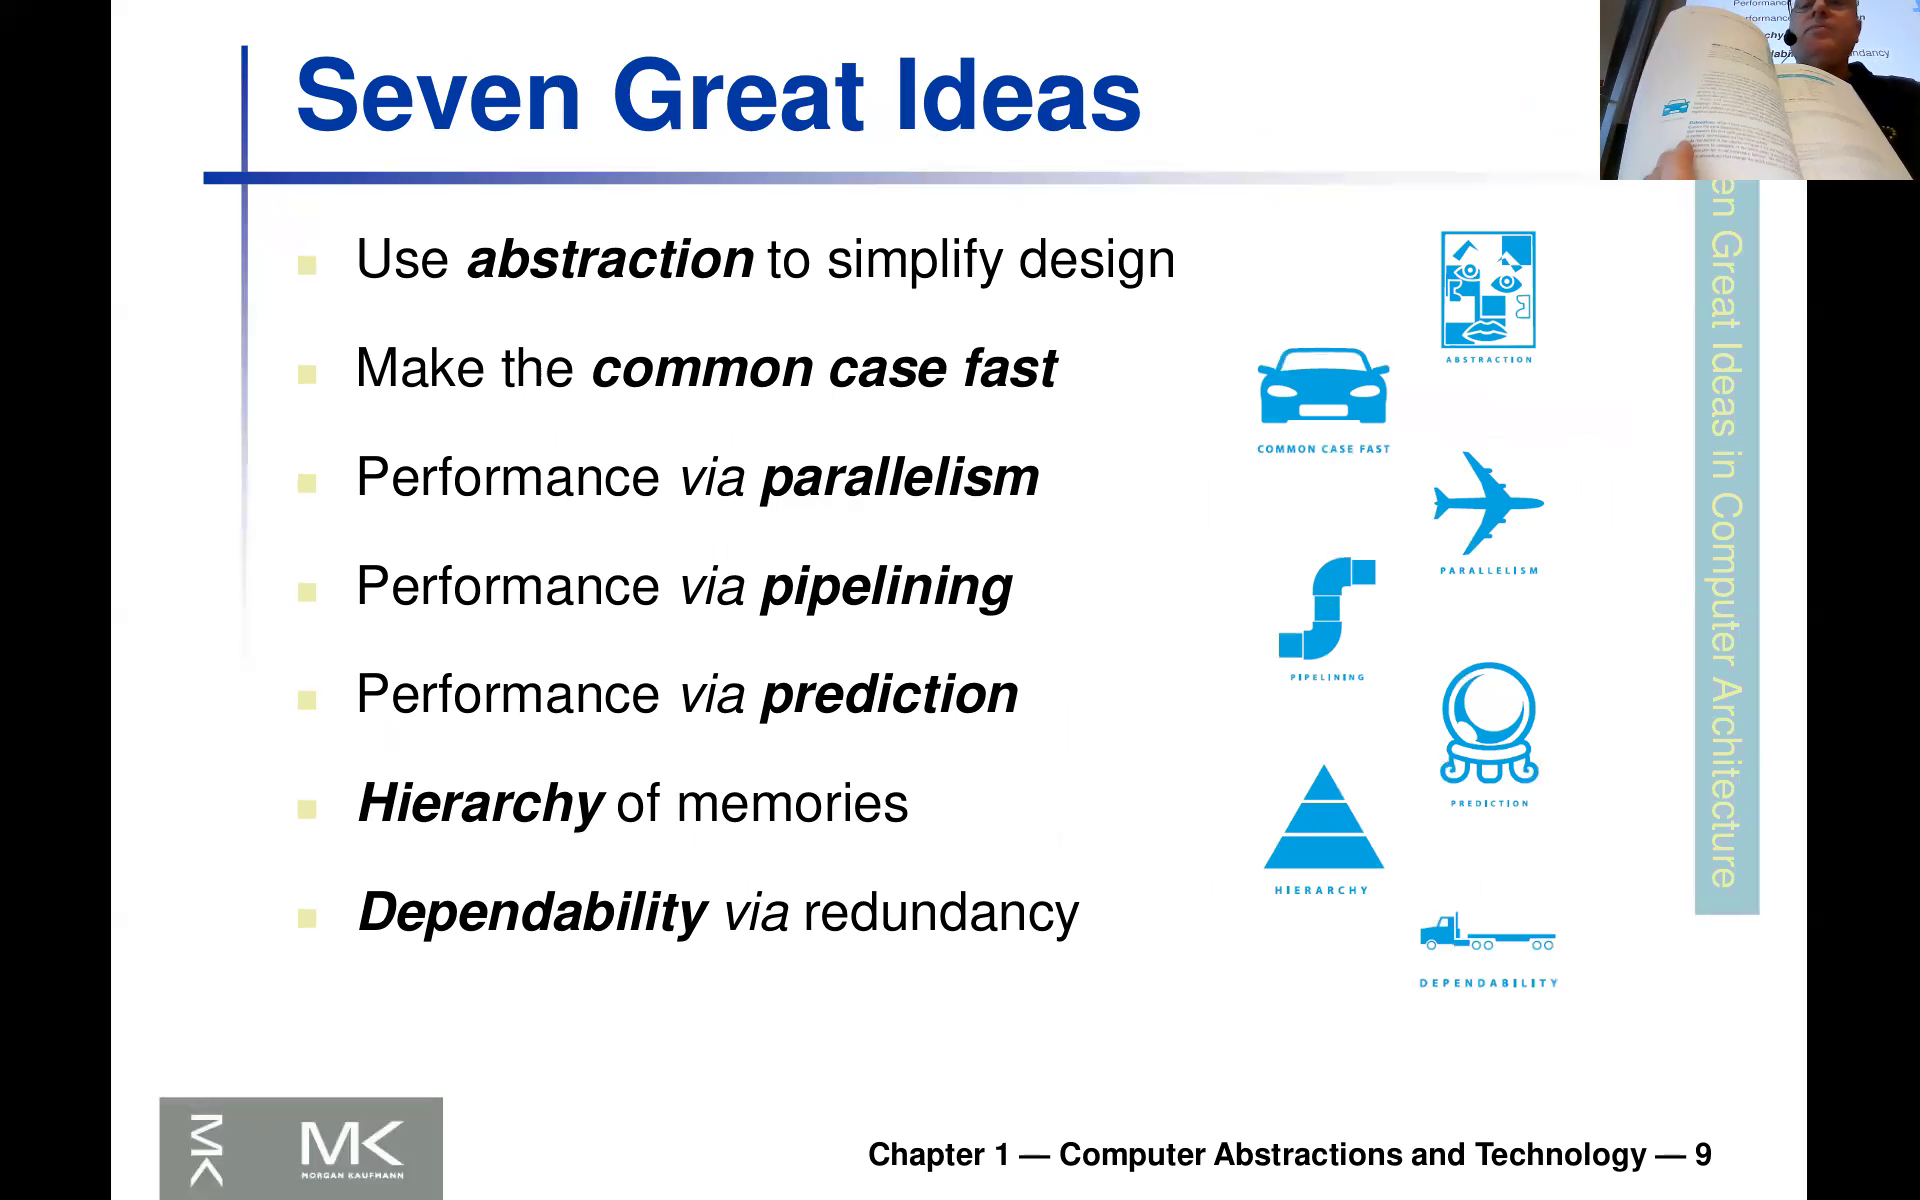 Seven Great Ideas
Use abstraction to simplify design
Make the common case fast
Performance via parallelism
Performance via pipelining
Performance via prediction
Hierarchy of memories
Dependability via redundancy
ABSTRACTION
COMMON CASE FAST
PARALLELISM
PIPELINING
PREDICTION
HIERARCHY
DEPENDABILITY
en Great Ideas in Computer Architecture
MK
MK
MORGAN KAUFMANN
Chapter 1 — Computer Abstractions and Technology — 9